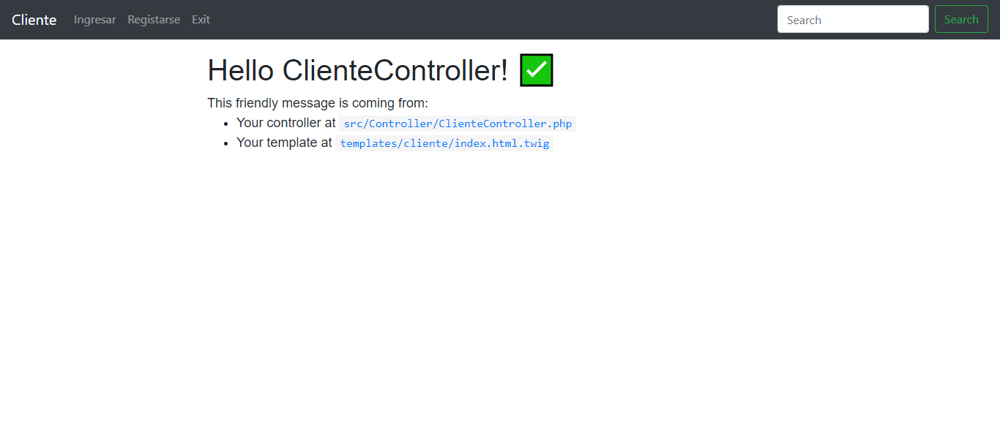 Cliente Ingresar Registarse Exit Search Search
Hello ClienteController! ✅
This friendly message is coming from:
• Your controller at src/Controller/ClienteController.php
• Your template at templates/cliente/index.html.twig